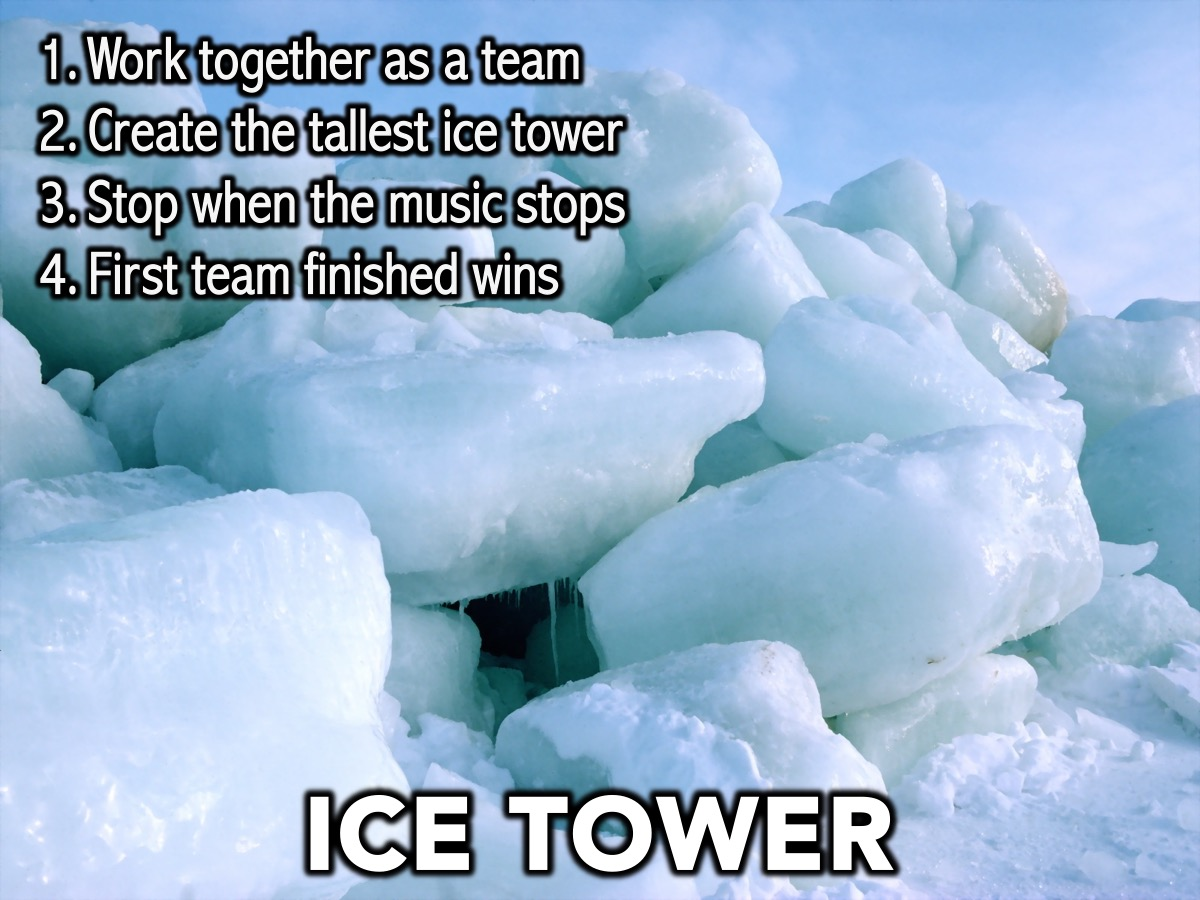 1. Work together as a team
2. Create the tallest ice tower
3. Stop when the music stops
4. First team finished wins
ICE TOWER